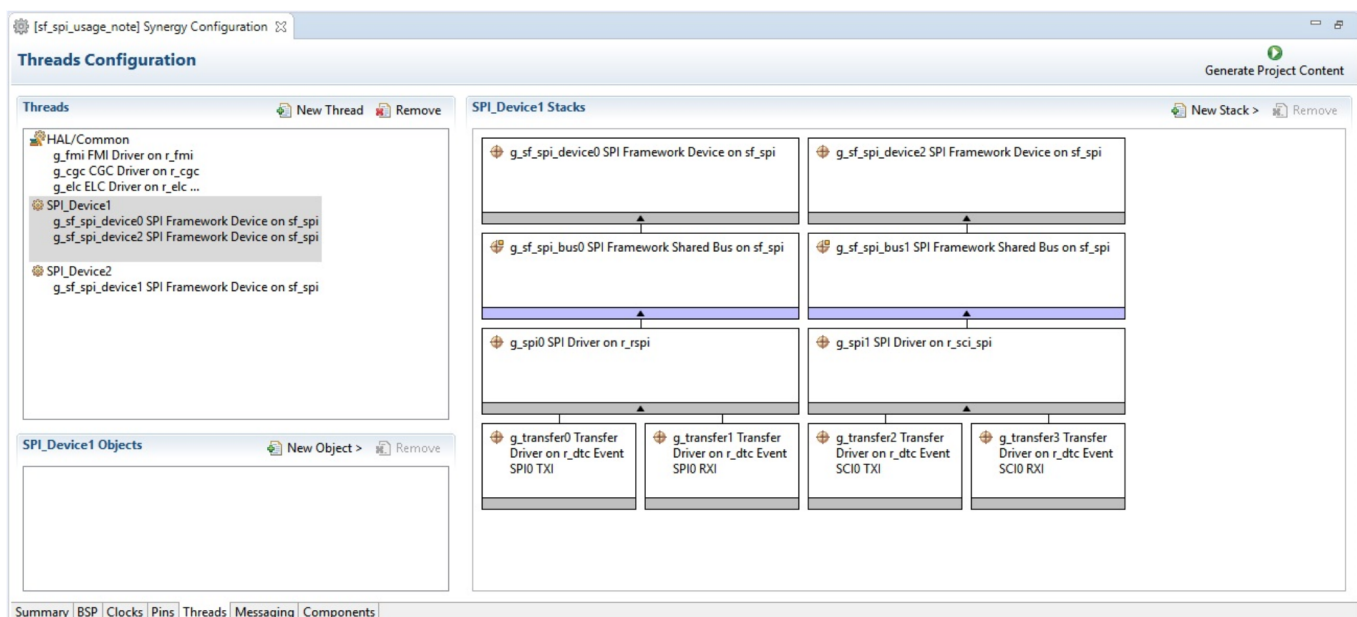 [sf_spi_usage_note] Synergy Configuration
Threads Configuration
Generate Project Content
Threads
New Thread
Remove
HAL/Common
g_fmi FMI Driver on r_fmi
g_cgc CGC Driver on r_cgc
g_elc ELC Driver on r_elc ...
SPI_Device1
g_sf_spi_device0 SPI Framework Device on sf_spi
g_sf_spi_device2 SPI Framework Device on sf_spi
SPI_Device2
g_sf_spi_device1 SPI Framework Device on sf_spi
SPI_Device1 Objects
New Object >
Remove
SPI_Device1 Stacks
New Stack >
Remove
g_sf_spi_device0 SPI Framework Device on sf_spi
g_sf_spi_device2 SPI Framework Device on sf_spi
g_sf_spi_bus0 SPI Framework Shared Bus on sf_spi
g_sf_spi_bus1 SPI Framework Shared Bus on sf_spi
g_spi0 SPI Driver on r_rspi
g_spi1 SPI Driver on r_sci_spi
g_transfer0 Transfer
Driver on r_dtc Event
SPI0 TXI
g_transfer1 Transfer
Driver on r_dtc Event
SPI0 RXI
g_transfer2 Transfer
Driver on r_dtc Event
SCI0 TXI
g_transfer3 Transfer
Driver on r_dtc Event
SCI0 RXI
Summary BSP Clocks Pins Threads Messaging Components